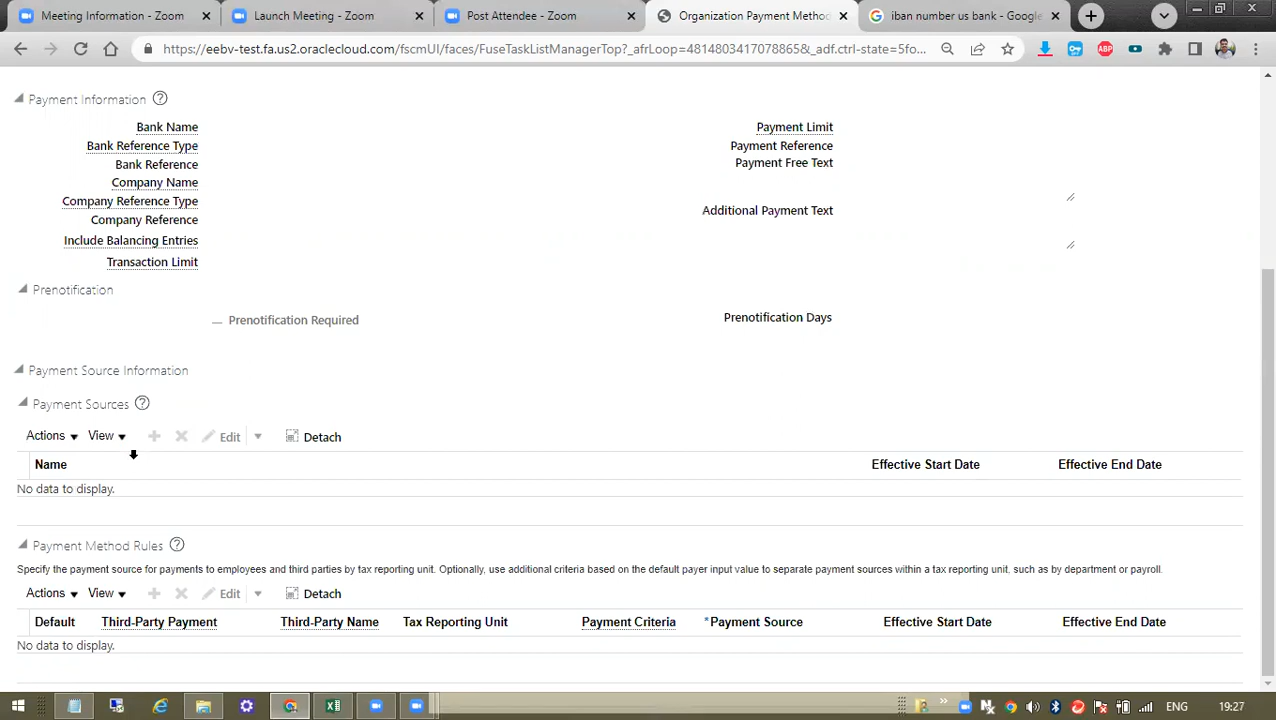 Meeting Information - Zoom
Launch Meeting - Zoom
Post Attendee - Zoom
Organization Payment Metho
iban number us bank - Google
https://eebv-test.fa.us2.oraclecloud.com/fscmUI/faces/FuseTaskListManagerTop?_afrLoop=4814803417078865&_adf.ctrl-state=5fo...
ABP
Payment Information
Bank Name
Payment Limit
Bank Reference Type
Payment Reference
Bank Reference
Payment Free Text
Company Name
Company Reference Type
Additional Payment Text
Company Reference
Include Balancing Entries
Transaction Limit
Prenotification
Prenotification Required
Prenotification Days
Payment Source Information
Payment Sources
Actions View Edit Detach
Name Effective Start Date Effective End Date
No data to display.
Payment Method Rules
Specify the payment source for payments to employees and third parties by tax reporting unit. Optionally, use additional criteria based on the default payer input value to separate payment sources within a tax reporting unit. such as by department or payroll.
Actions View Edit Detach
Default Third-Party Payment Third-Party Name Tax Reporting Unit Payment Criteria *Payment Source Effective Start Date Effective End Date
No data to display.
ENG
19:27